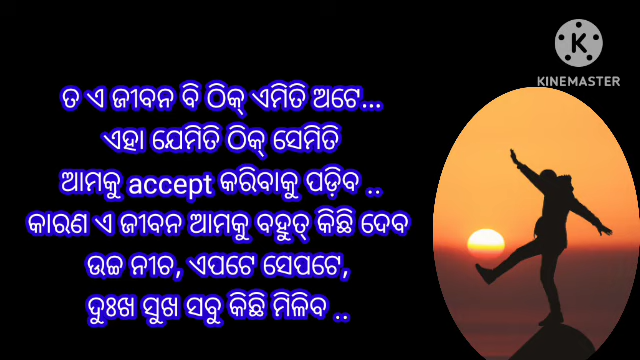 ତ ଏ ଜୀବନ ବି ଠିକ୍ ଏମିତି ଅଟେ...
ଏହା ଯେମିତି ଠିକ୍ ସେମିତି
ଆମକୁ accept କରିବାକୁ ପଡ଼ିବ ..
କାରଣ ଏ ଜୀବନ ଆମକୁ ବହୁତ୍ କିଛି ଦେବ
ଉଚ୍ଚ ନୀଚ, ଏପଟେ ସେପଟେ,
ଦୁଃଖ ସୁଖ ସବୁ କିଛି ମିଳିବ ..
K
KINEMASTER